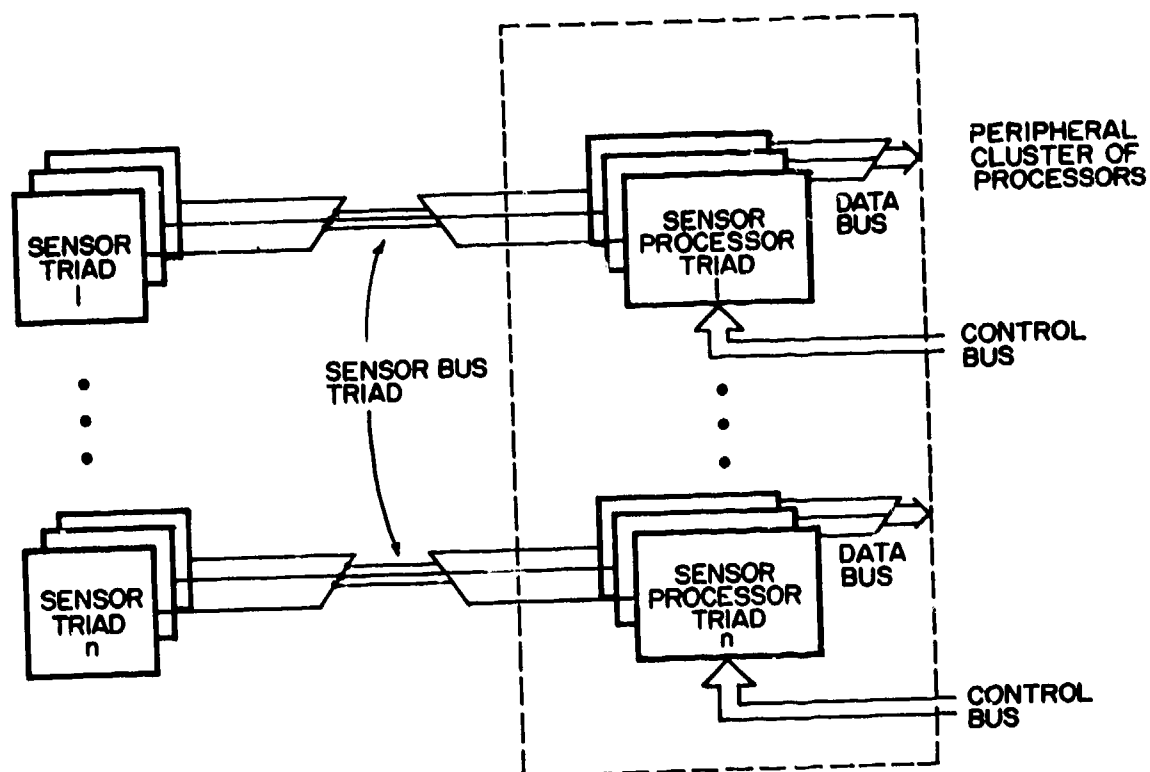 PERIPHERAL
CLUSTER OF
PROCESSORS
SENSOR
TRIAD
1
SENSOR
PROCESSOR
TRIAD
1
DATA
BUS
CONTROL
BUS
SENSOR BUS
TRIAD
SENSOR
TRIAD
n
SENSOR
PROCESSOR
TRIAD
n
DATA
BUS
CONTROL
BUS